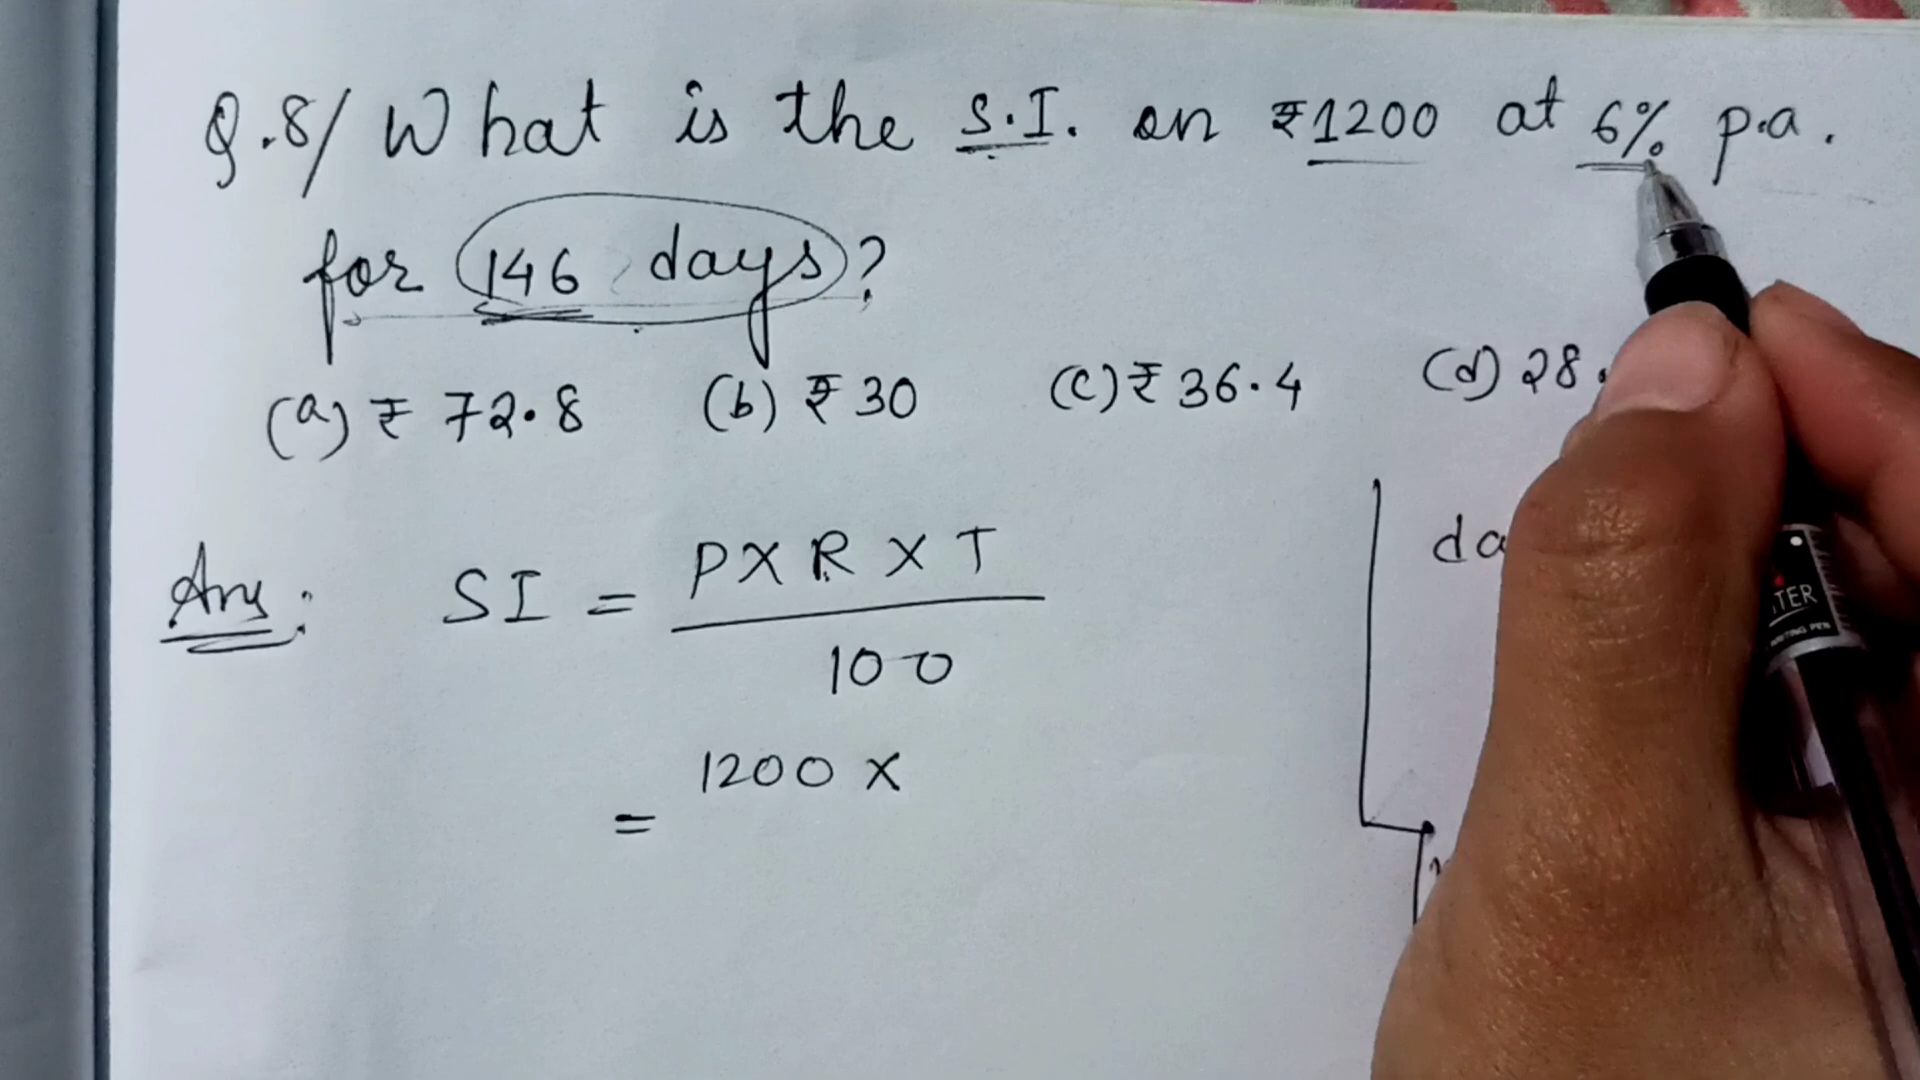 Q.8/ What is the S.I. on ₹1200 at 6% p.a.
for 146 days?
(a) ₹ 72.8 (b) ₹ 30 (c) ₹ 36.4 (d) 28.
Ans: SI = P X R X T
100
= 1200 X